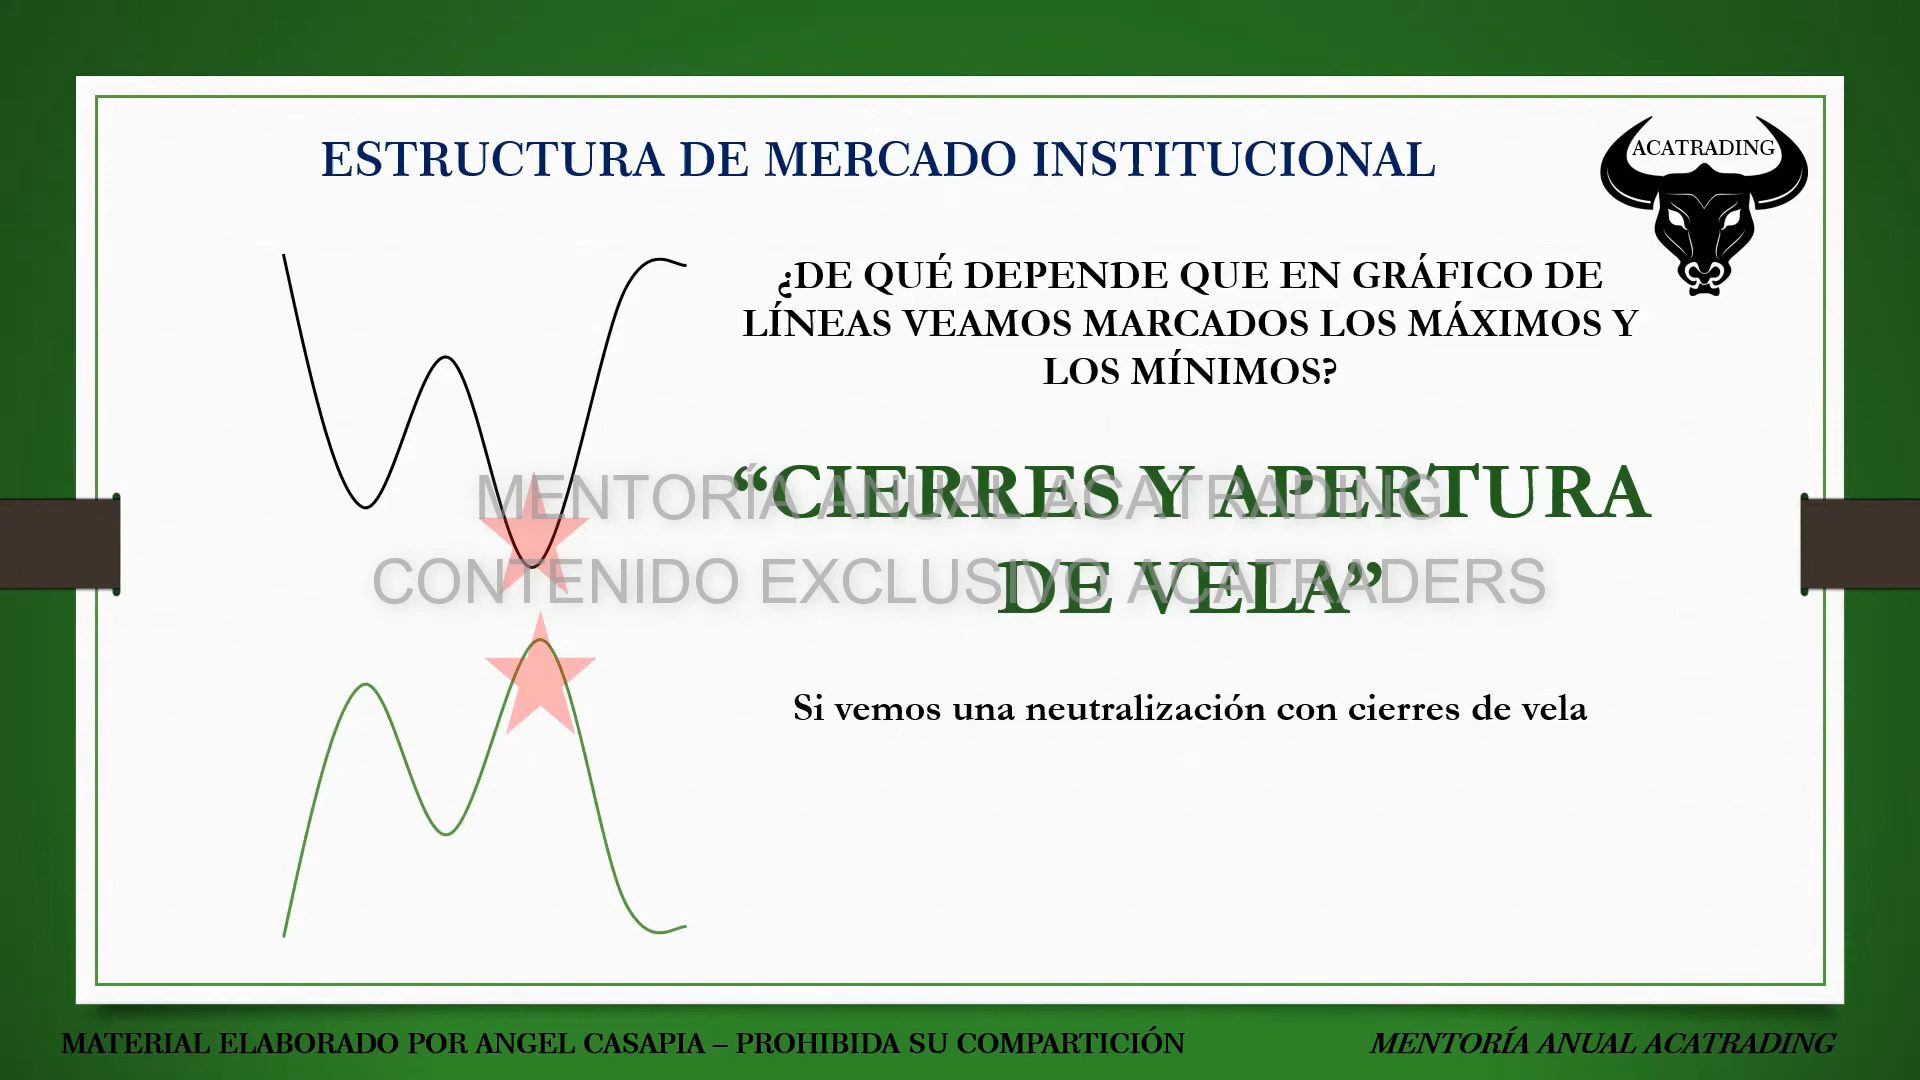 ESTRUCTURA DE MERCADO INSTITUCIONAL
ACATRADING
¿DE QUÉ DEPENDE QUE EN GRÁFICO DE
LÍNEAS VEAMOS MARCADOS LOS MÁXIMOS Y
LOS MÍNIMOS?
“CIERRES Y APERTURA
DE VELA”
MENTORÍA ANUAL ACATRADING
CONTENIDO EXCLUSIVO ACATRADERS
Si vemos una neutralización con cierres de vela
MATERIAL ELABORADO POR ANGEL CASAPIA – PROHIBIDA SU COMPARTICIÓN
MENTORÍA ANUAL ACATRADING